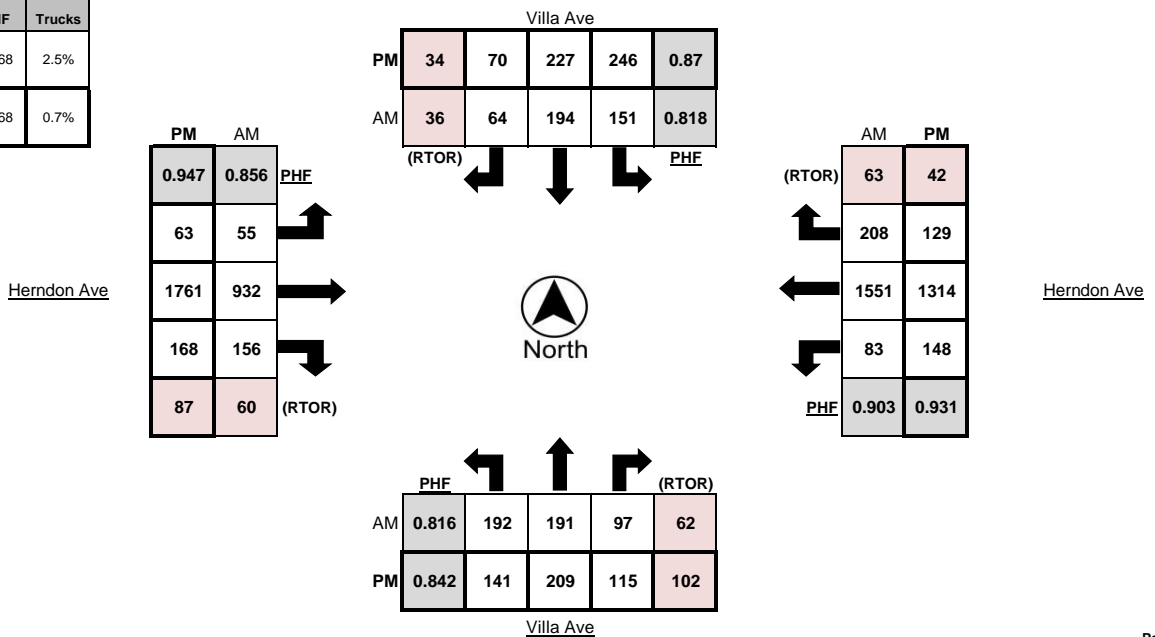 Trucks
2.5%
0.7%
Villa Ave
PM 34 70 227 246 0.87
AM 36 64 194 151 0.818
(RTOR) PHF
PM AM
0.947 0.856 PHF
63 55
Herndon Ave 1761 932
168 156
87 60 (RTOR)
North
AM PM
(RTOR) 63 42
208 129
1551 1314 Herndon Ave
83 148
PHF 0.903 0.931
PHF (RTOR)
AM 0.816 192 191 97 62
PM 0.842 141 209 115 102
Villa Ave